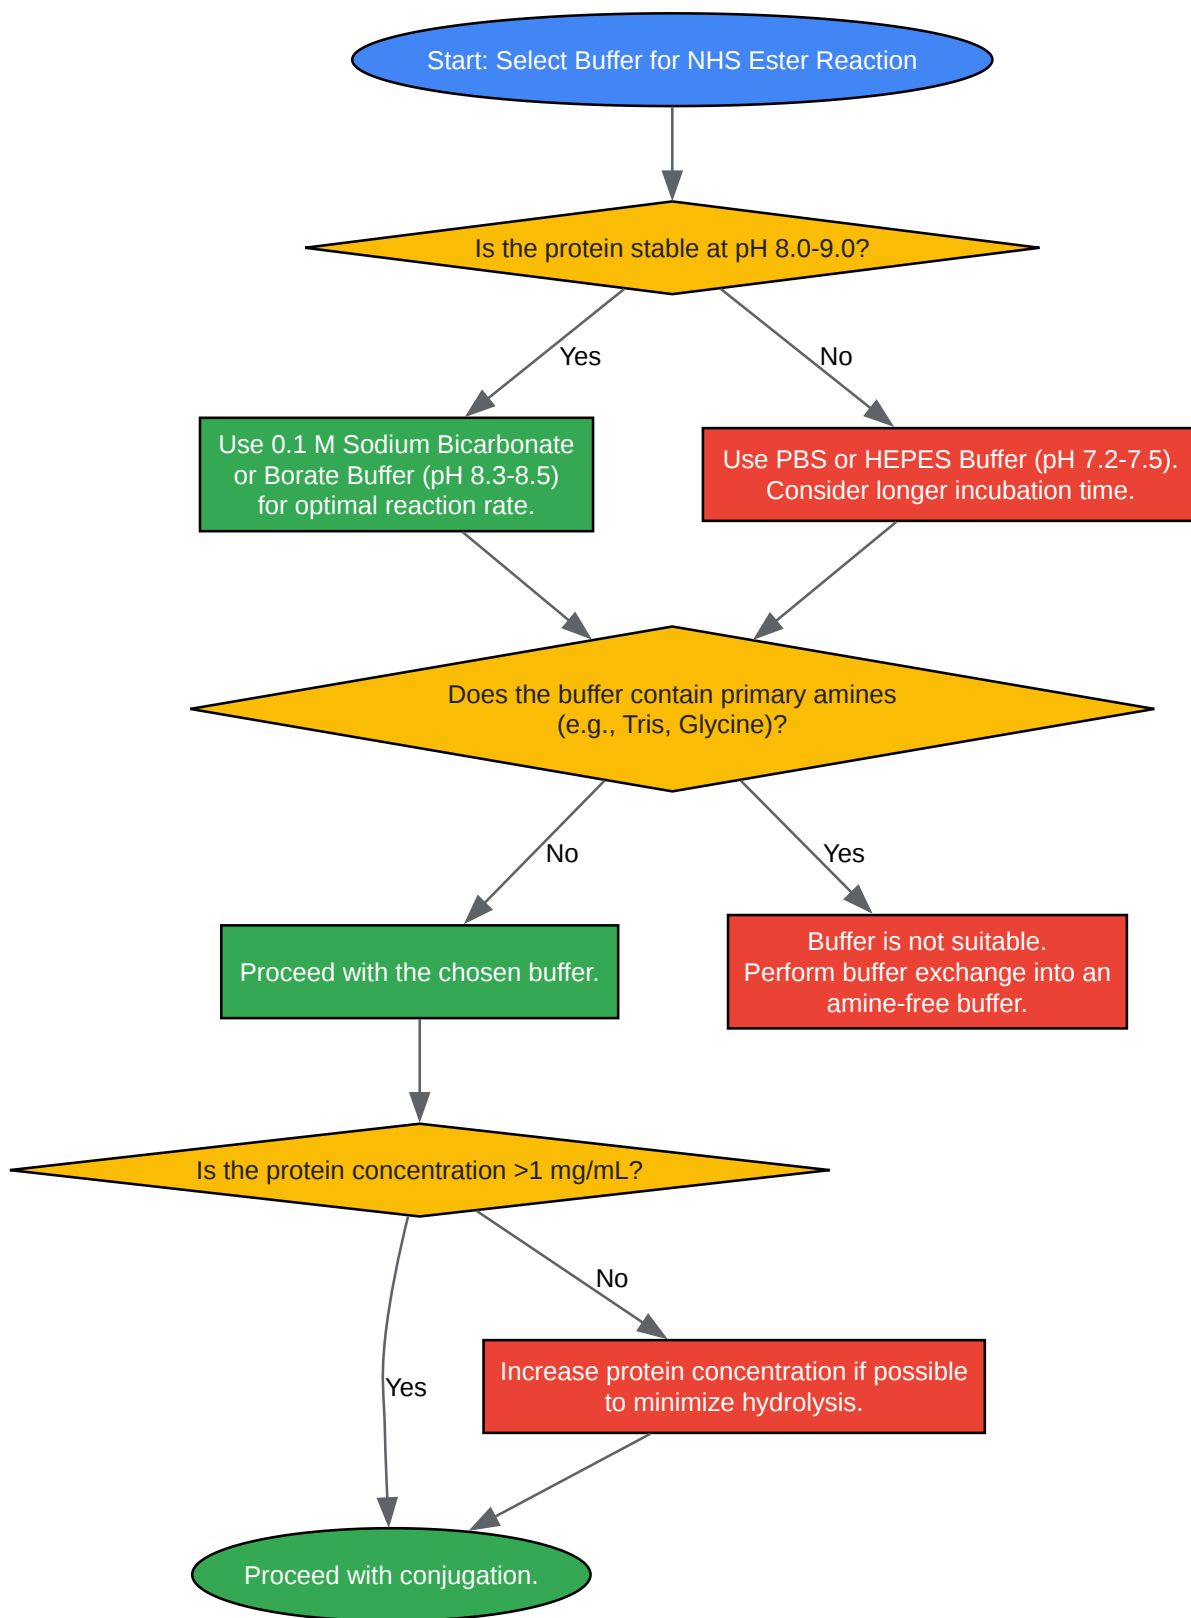 Start: Select Buffer for NHS Ester Reaction
Is the protein stable at pH 8.0-9.0?
Yes
No
Use 0.1 M Sodium Bicarbonate
or Borate Buffer (pH 8.3-8.5)
for optimal reaction rate.
Use PBS or HEPES Buffer (pH 7.2-7.5).
Consider longer incubation time.
Does the buffer contain primary amines
(e.g., Tris, Glycine)?
No
Yes
Proceed with the chosen buffer.
Buffer is not suitable.
Perform buffer exchange into an
amine-free buffer.
Is the protein concentration >1 mg/mL?
No
Yes
Increase protein concentration if possible
to minimize hydrolysis.
Proceed with conjugation.